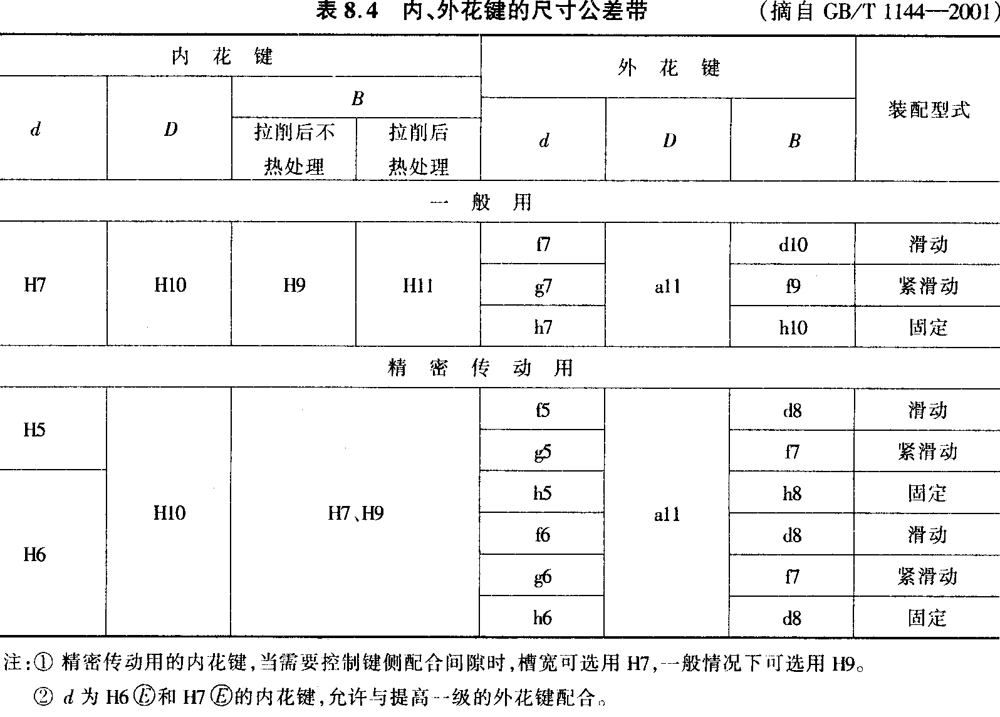 表 8.4 内、外花键的尺寸公差带 (摘自 GB/T 1144—2001)
内 花 键 外 花 键 装配型式
d D B d D B
拉削后不热处理 拉削后热处理
一 般 用
H7 H10 H9 H11 f7 a11 d10 滑动
g7 f9 紧滑动
h7 h10 固定
精 密 传 动 用
H5 H10 H7、H9 f5 a11 d8 滑动
g5 f7 紧滑动
H6 h5 h8 固定
f6 d8 滑动
g6 f7 紧滑动
h6 d8 固定
注:① 精密传动用的内花键,当需要控制键侧配合间隙时,槽宽可选用 H7,一般情况下可选用 H9。
② d 为 H6Ⓔ和 H7Ⓔ的内花键,允许与提高一级的外花键配合。